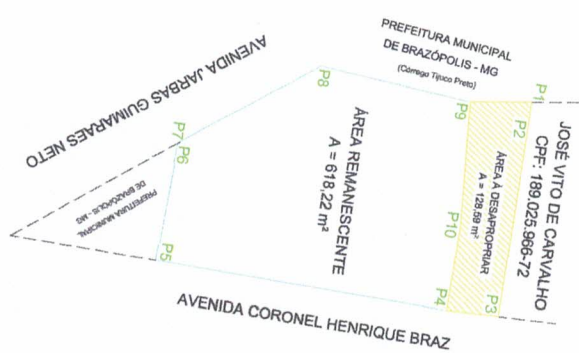 PREFEITURA MUNICIPAL
DE BRAZÓPOLIS - MG
(Córrego Tijuco Preto)
AVENIDA JARBAS GUIMARAES NETO
P8
P9
P1
P2
JOSÉ VITO DE CARVALHO
CPF: 189.025.966-72
ÁREA À DESAPROPRIAR
A = 128,59 m²
ÁREA REMANESCENTE
A = 618,22 m²
P7
P6
PREFEITURA MUNICIPAL
DE BRAZÓPOLIS - MG
P10
P5
P4
P3
AVENIDA CORONEL HENRIQUE BRAZ